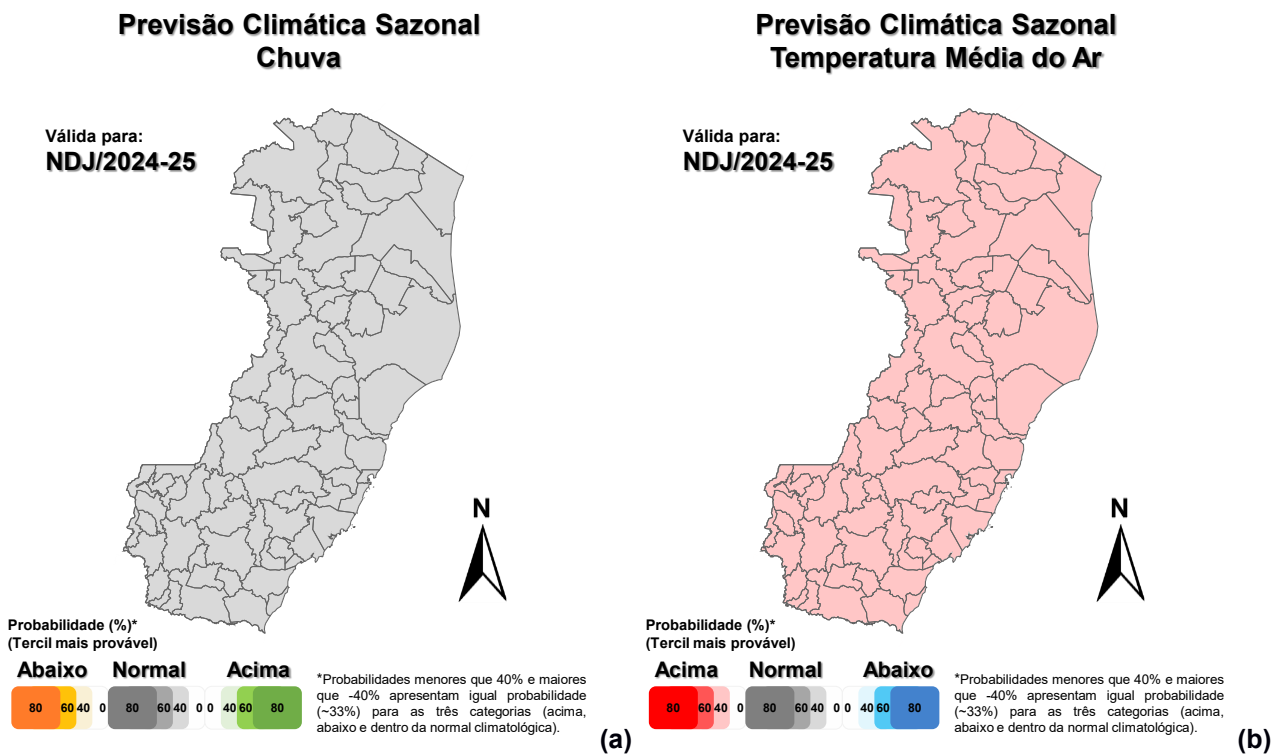 Previsão Climática Sazonal
Chuva
Válida para:
NDJ/2024-25
N
Probabilidade (%)*
(Tercil mais provável)
Abaixo Normal Acima
80 60 40 0 80 60 40 0 0 40 60 80
*Probabilidades menores que 40% e maiores
que -40% apresentam igual probabilidade
(~33%) para as três categorias (acima,
abaixo e dentro da normal climatológica).
(a)
Previsão Climática Sazonal
Temperatura Média do Ar
Válida para:
NDJ/2024-25
N
Probabilidade (%)*
(Tercil mais provável)
Acima Normal Abaixo
80 60 40 0 80 60 40 0 0 40 60 80
*Probabilidades menores que 40% e maiores
que -40% apresentam igual probabilidade
(~33%) para as três categorias (acima,
abaixo e dentro da normal climatológica).
(b)